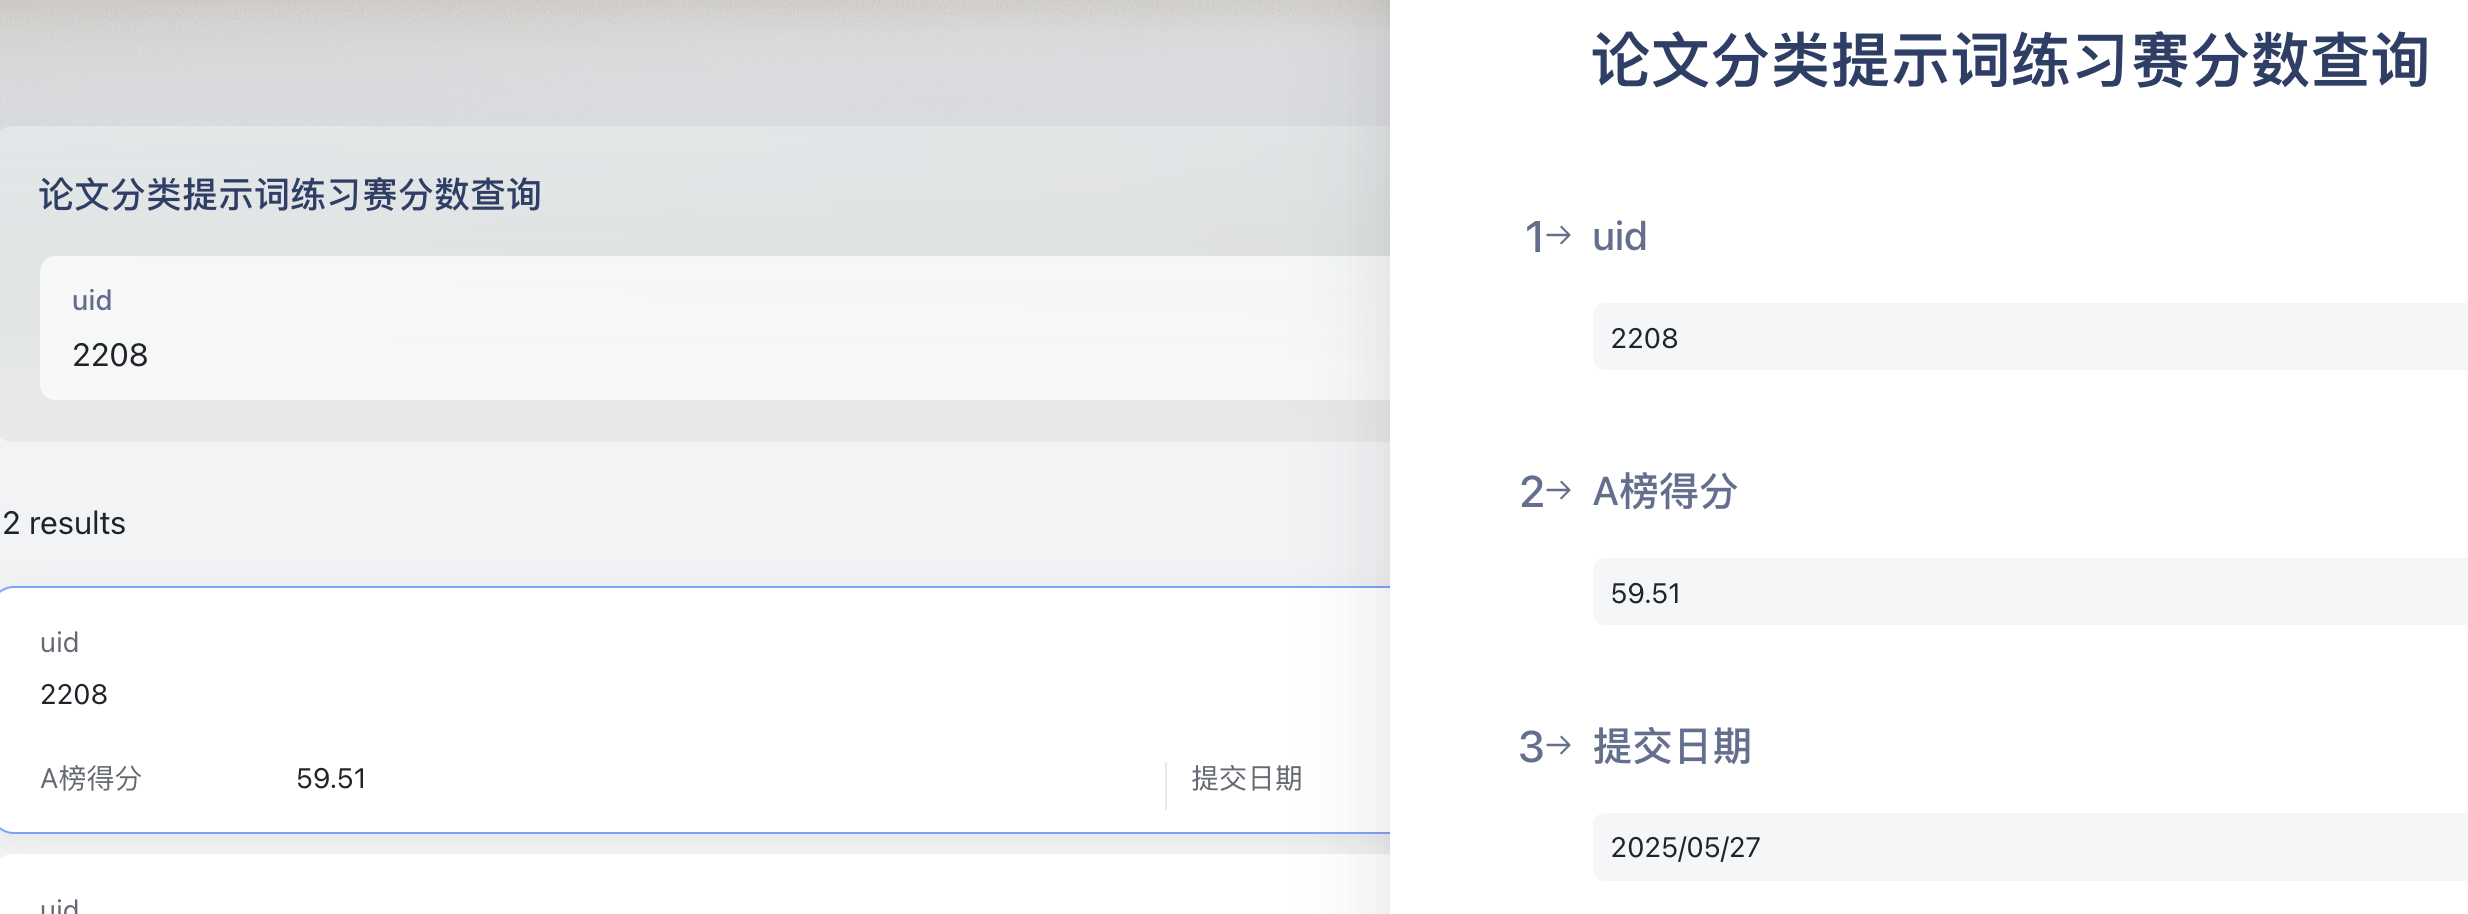 论文分类提示词练习赛分数查询
uid
2208
2 results
uid
2208
A榜得分
59.51
提交日期
uid
论文分类提示词练习赛分数查询
1→ uid
2208
2→ A榜得分
59.51
3→ 提交日期
2025/05/27